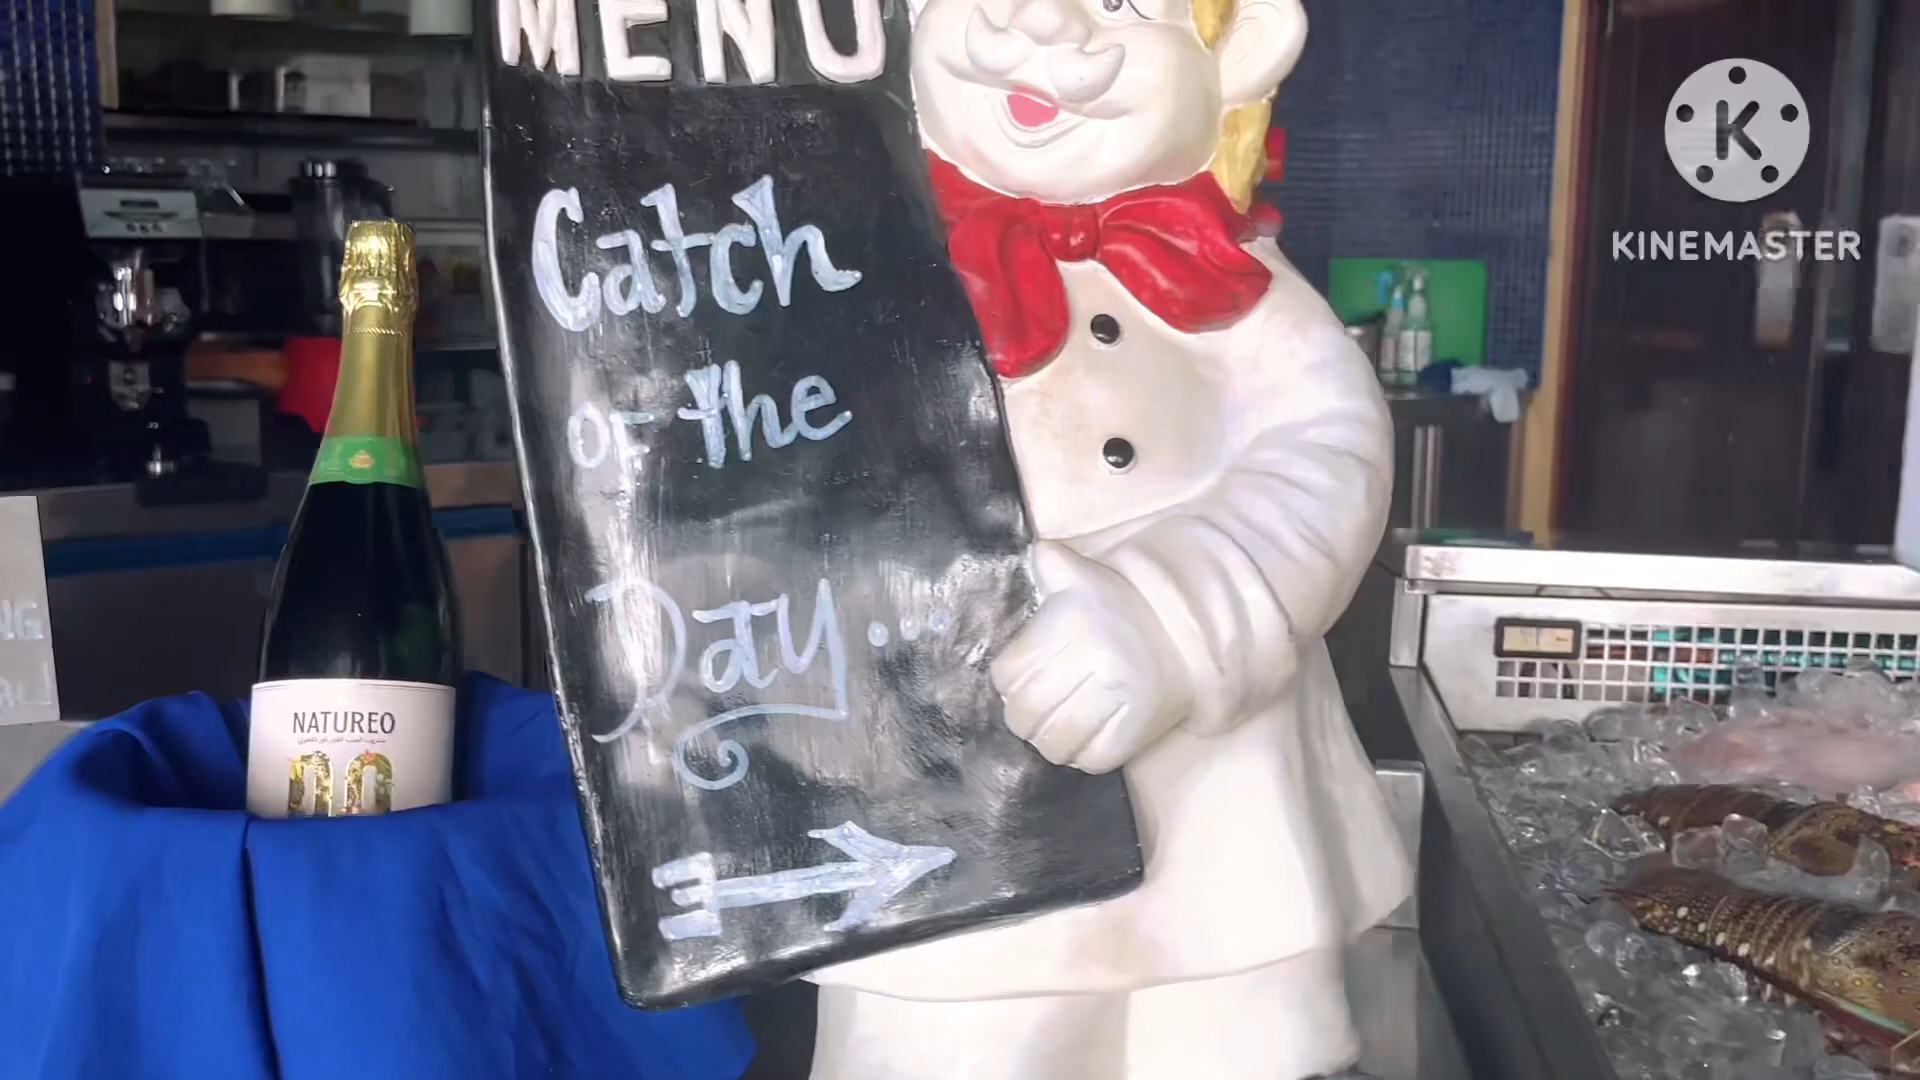 MENU
Catch
of the
Day...
NATUREO
0.0
K
KINEMASTER